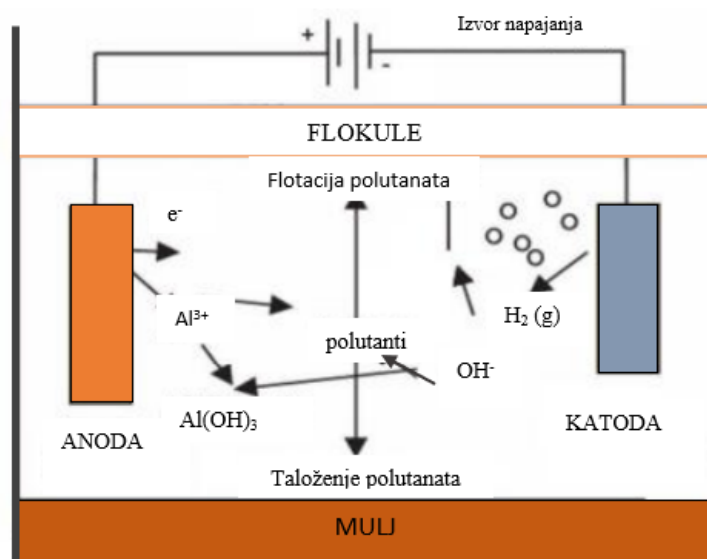 Izvor napajanja
+
-
FLOKULE
Flotacija polutanata
e⁻
Al³⁺
H₂ (g)
polutanti
OH⁻
Al(OH)₃
ANODA
KATODA
Taloženje polutanata
MULJ